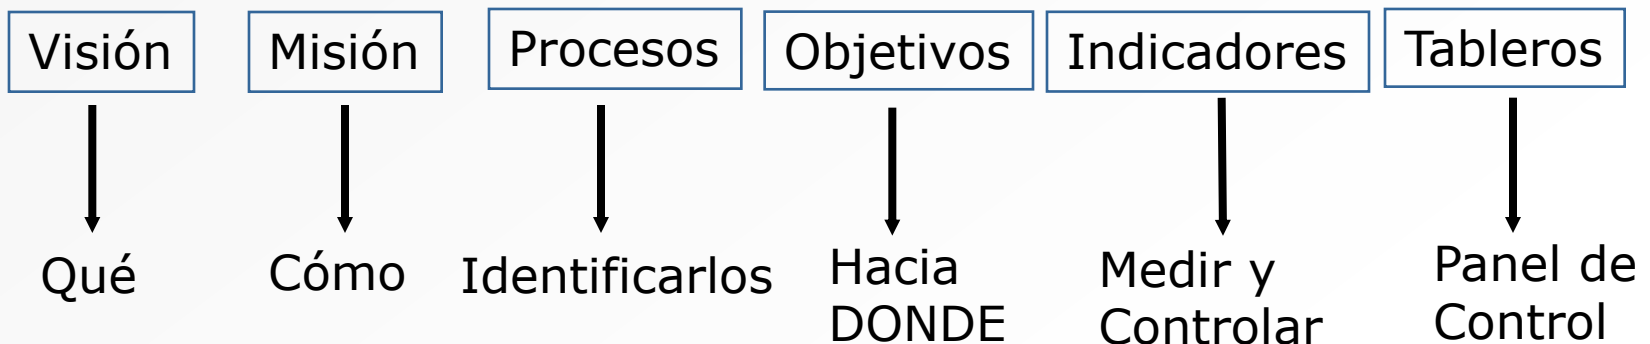 Visión
Misión
Procesos
Objetivos
Indicadores
Tableros
Qué
Cómo
Identificarlos
Hacia
DONDE
Medir y
Controlar
Panel de
Control